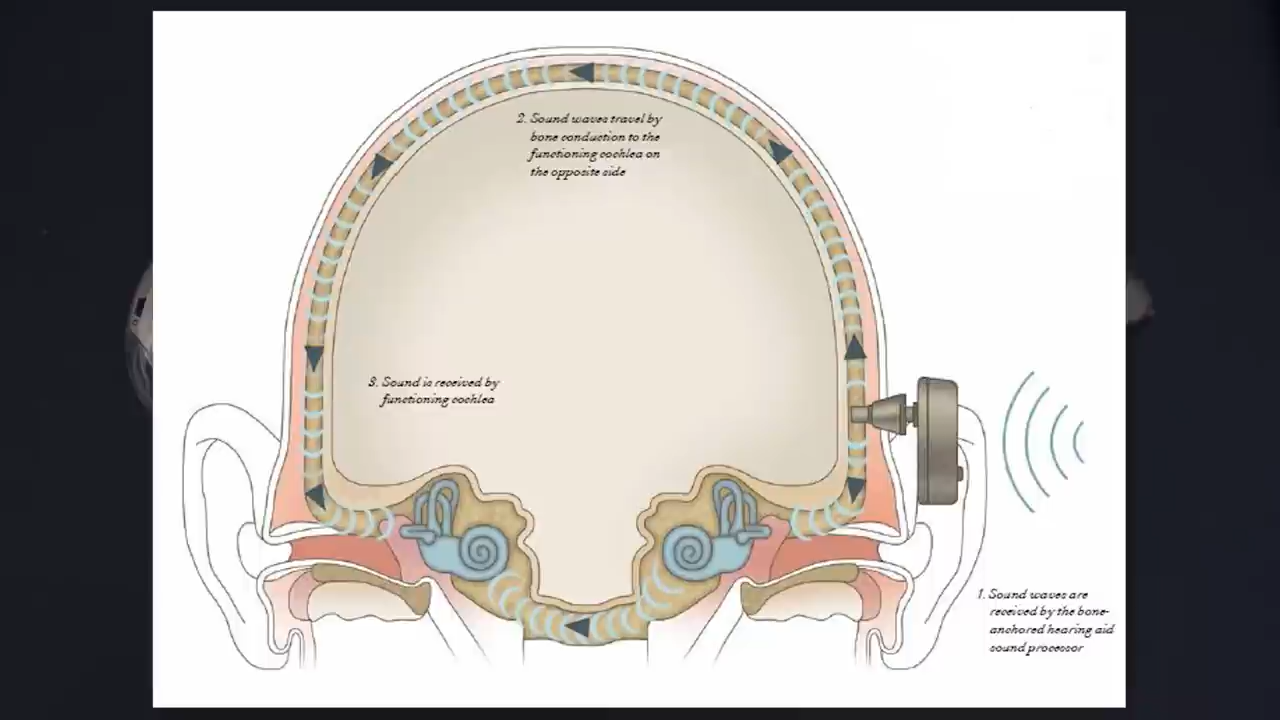 2. Sound waves travel by
bone conduction to the
functioning cochlea on
the opposite side
3. Sound is received by
functioning cochlea
1. Sound waves are
received by the bone-
anchored hearing aid
sound processor